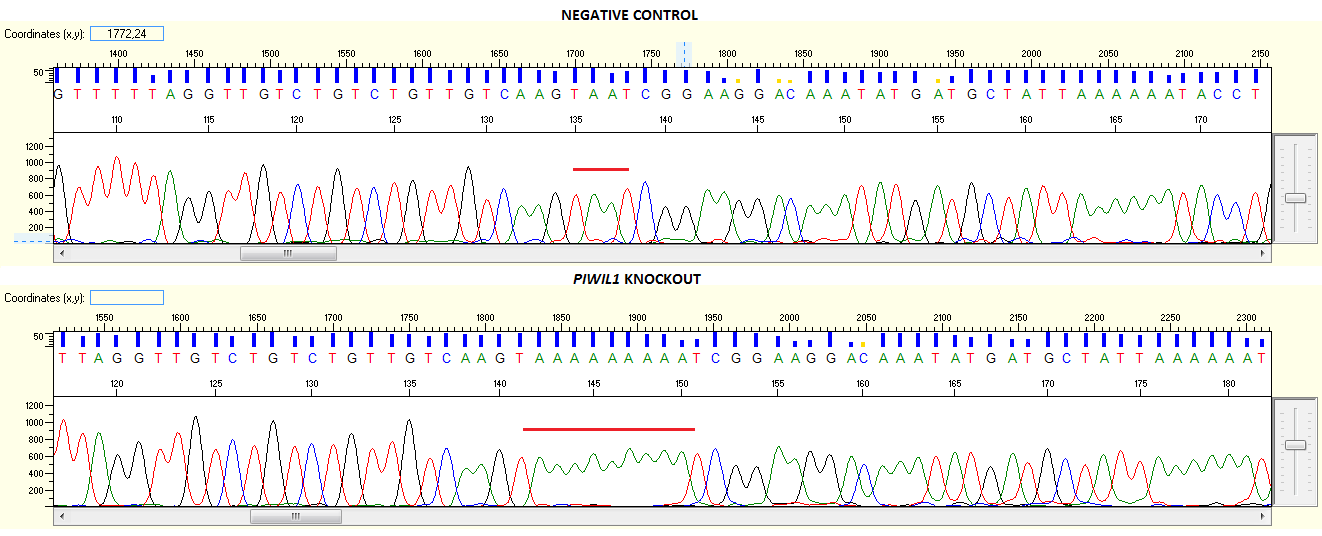 NEGATIVE CONTROL
Coordinates (x,y): 1772,24
1400 1450 1500 1550 1600 1650 1700 1750 1800 1850 1900 1950 2000 2050 2100 2150
50
G T T T T T A G G T T G T C T G T C T G T T G T C A A G T A A T C G G A A G G A C A A A T A T G A T G C T A T T A A A A A A T A C C T
110 115 120 125 130 135 140 145 150 155 160 165 170
1200
1000
800
600
400
200
PIWIL1 KNOCKOUT
Coordinates (x,y):
1550 1600 1650 1700 1750 1800 1850 1900 1950 2000 2050 2100 2150 2200 2250 2300
50
T T A G G T T G T C T G T C T G T T G T C A A G T A A A A A A A A A T C G G A A G G A C A A A T A T G A T G C T A T T A A A A A A T
120 125 130 135 140 145 150 155 160 165 170 175 180
1200
1000
800
600
400
200